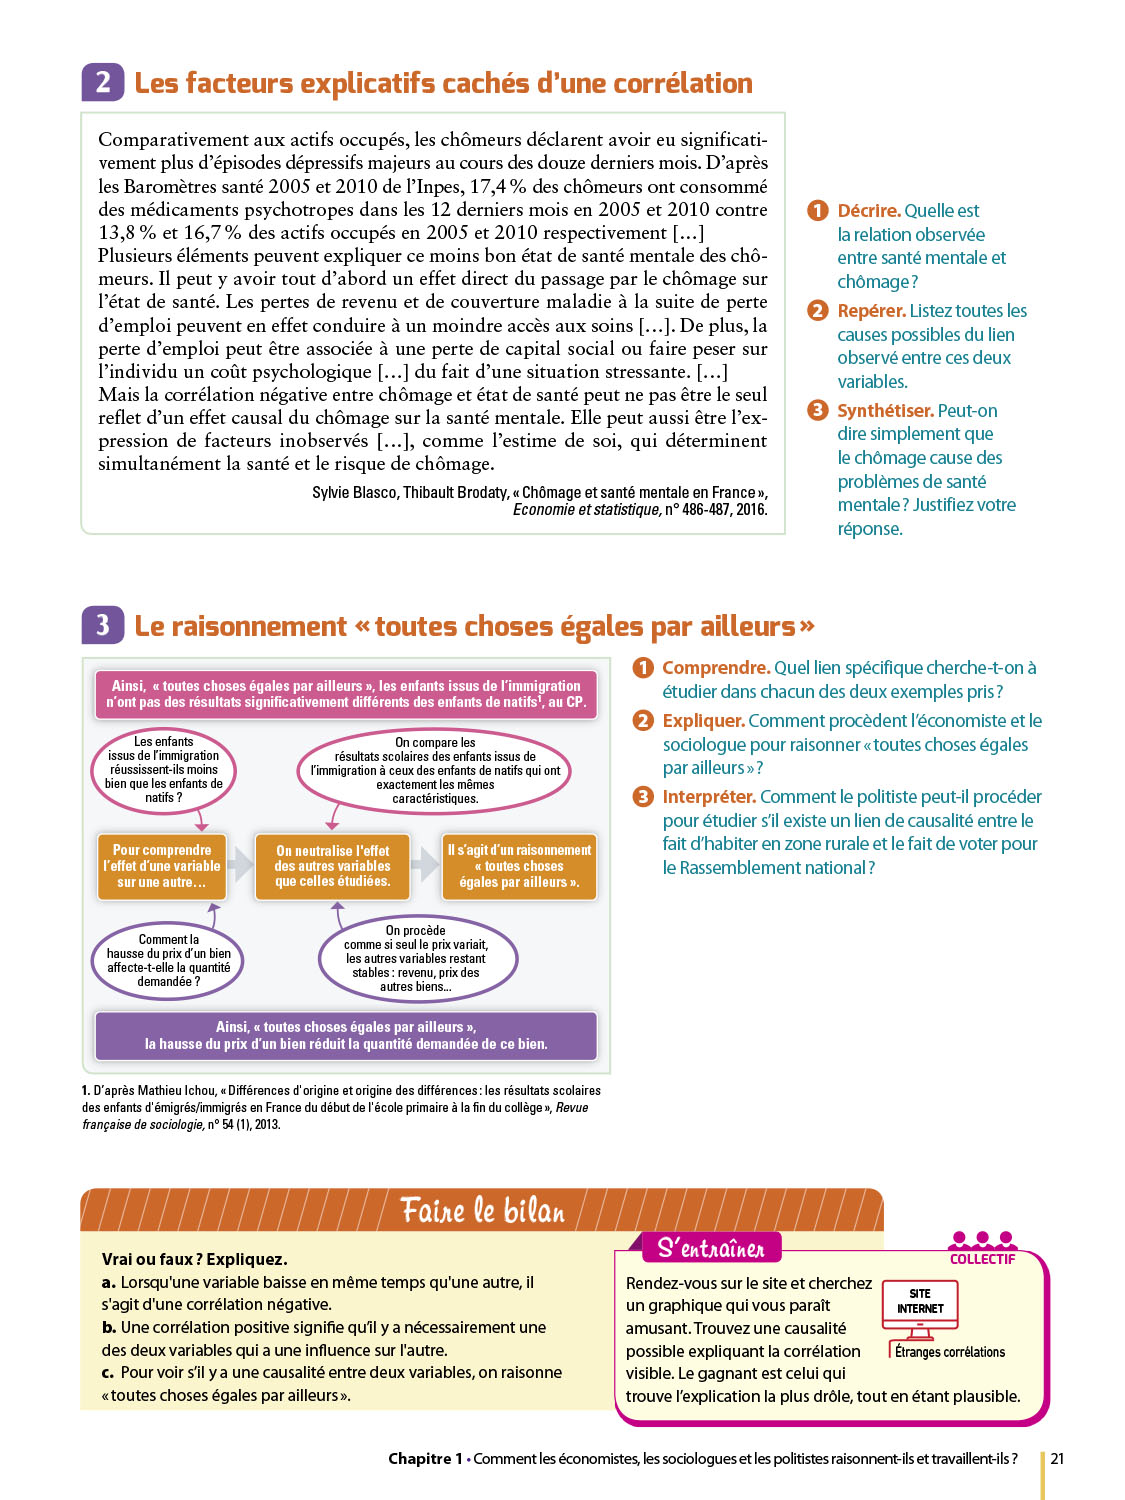 2 Les facteurs explicatifs cachés d'une corrélation
Comparativement aux actifs occupés, les chômeurs déclarent avoir eu significati-
vement plus d'épisodes dépressifs majeurs au cours des douze derniers mois. D'après
les Baromètres santé 2005 et 2010 de l'Inpes, 17,4 % des chômeurs ont consommé
des médicaments psychotropes dans les 12 derniers mois en 2005 et 2010 contre
13,8 % et 16,7 % des actifs occupés en 2005 et 2010 respectivement [...]
Plusieurs éléments peuvent expliquer ce moins bon état de santé mentale des chô-
meurs. Il peut y avoir tout d'abord un effet direct du passage par le chômage sur
l'état de santé. Les pertes de revenu et de couverture maladie à la suite de perte
d'emploi peuvent en effet conduire à un moindre accès aux soins [...]. De plus, la
perte d'emploi peut être associée à une perte de capital social ou faire peser sur
l'individu un coût psychologique [...] du fait d'une situation stressante. [...]
Mais la corrélation négative entre chômage et état de santé peut ne pas être le seul
reflet d'un effet causal du chômage sur la santé mentale. Elle peut aussi être l'ex-
pression de facteurs inobservés [...], comme l'estime de soi, qui déterminent
simultanément la santé et le risque de chômage.
Sylvie Blasco, Thibault Brodaty, « Chômage et santé mentale en France »,
Economie et statistique, n° 486-487, 2016.
1 Décrire. Quelle est
la relation observée
entre santé mentale et
chômage ?
2 Repérer. Listez toutes les
causes possibles du lien
observé entre ces deux
variables.
3 Synthétiser. Peut-on
dire simplement que
le chômage cause des
problèmes de santé
mentale ? Justifiez votre
réponse.
3 Le raisonnement « toutes choses égales par ailleurs »
Ainsi, « toutes choses égales par ailleurs », les enfants issus de l'immigration
n'ont pas des résultats significativement différents des enfants de natifs1, au CP.
Les enfants
issus de l'immigration
réussissent-ils moins
bien que les enfants de
natifs ?
On compare les
résultats scolaires des enfants issus de
l'immigration à ceux des enfants de natifs qui ont
exactement les mêmes
caractéristiques.
Pour comprendre
l'effet d'une variable
sur une autre...
On neutralise l'effet
des autres variables
que celles étudiées.
Il s'agit d'un raisonnement
« toutes choses
égales par ailleurs ».
Comment la
hausse du prix d'un bien
affecte-t-elle la quantité
demandée ?
On procède
comme si seul le prix variait,
les autres variables restant
stables : revenu, prix des
autres biens...
Ainsi, « toutes choses égales par ailleurs »,
la hausse du prix d'un bien réduit la quantité demandée de ce bien.
1. D'après Mathieu Ichou, « Différences d'origine et origine des différences : les résultats scolaires
des enfants d'émigrés/immigrés en France du début de l'école primaire à la fin du collège », Revue
française de sociologie, n° 54 (1), 2013.
1 Comprendre. Quel lien spécifique cherche-t-on à
étudier dans chacun des deux exemples pris ?
2 Expliquer. Comment procèdent l'économiste et le
sociologue pour raisonner « toutes choses égales
par ailleurs » ?
3 Interpréter. Comment le politiste peut-il procéder
pour étudier s'il existe un lien de causalité entre le
fait d'habiter en zone rurale et le fait de voter pour
le Rassemblement national ?
Faire le bilan
Vrai ou faux ? Expliquez.
a. Lorsqu'une variable baisse en même temps qu'une autre, il
s'agit d'une corrélation négative.
b. Une corrélation positive signifie qu'il y a nécessairement une
des deux variables qui a une influence sur l'autre.
c. Pour voir s'il y a une causalité entre deux variables, on raisonne
« toutes choses égales par ailleurs ».
S'entraîner
COLLECTIF
Rendez-vous sur le site et cherchez
un graphique qui vous paraît
amusant. Trouvez une causalité
possible expliquant la corrélation
visible. Le gagnant est celui qui
trouve l'explication la plus drôle, tout en étant plausible.
SITE
INTERNET
Étranges corrélations
Chapitre 1 • Comment les économistes, les sociologues et les politistes raisonnent-ils et travaillent-ils ? 21